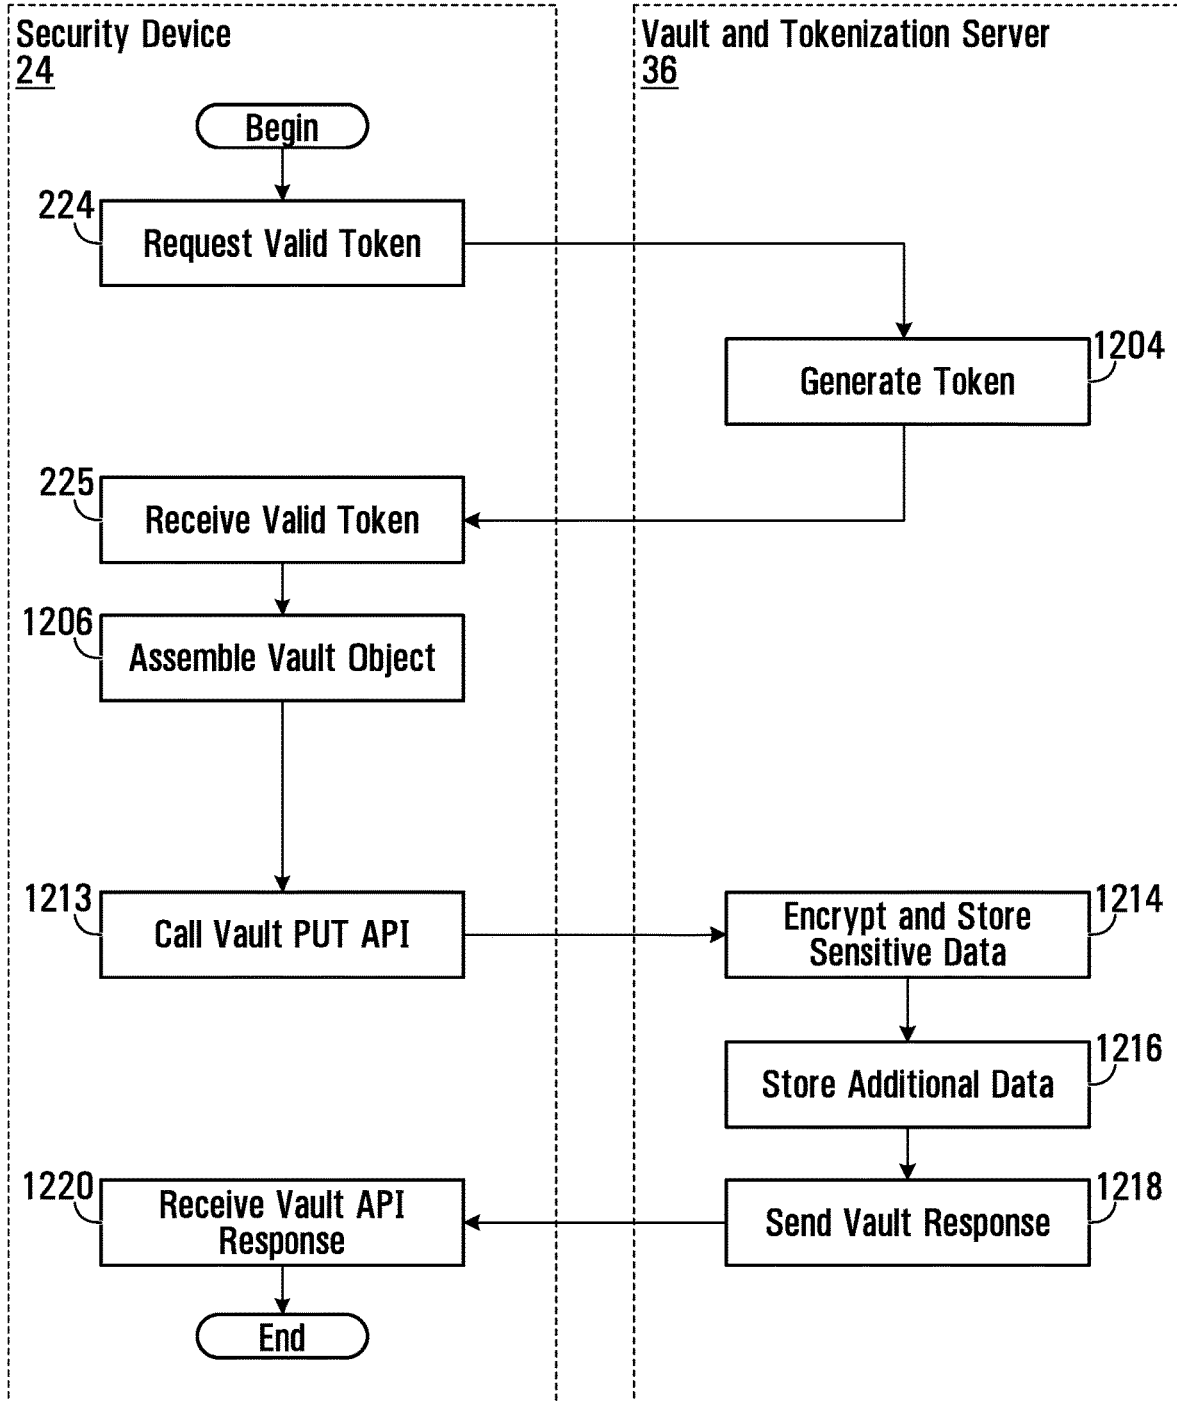 Security Device
24
Vault and Tokenization Server
36
Begin
224
Request Valid Token
1204
Generate Token
225
Receive Valid Token
1206
Assemble Vault Object
1213
Call Vault PUT API
1214
Encrypt and Store
Sensitive Data
1216
Store Additional Data
1218
Send Vault Response
1220
Receive Vault API
Response
End